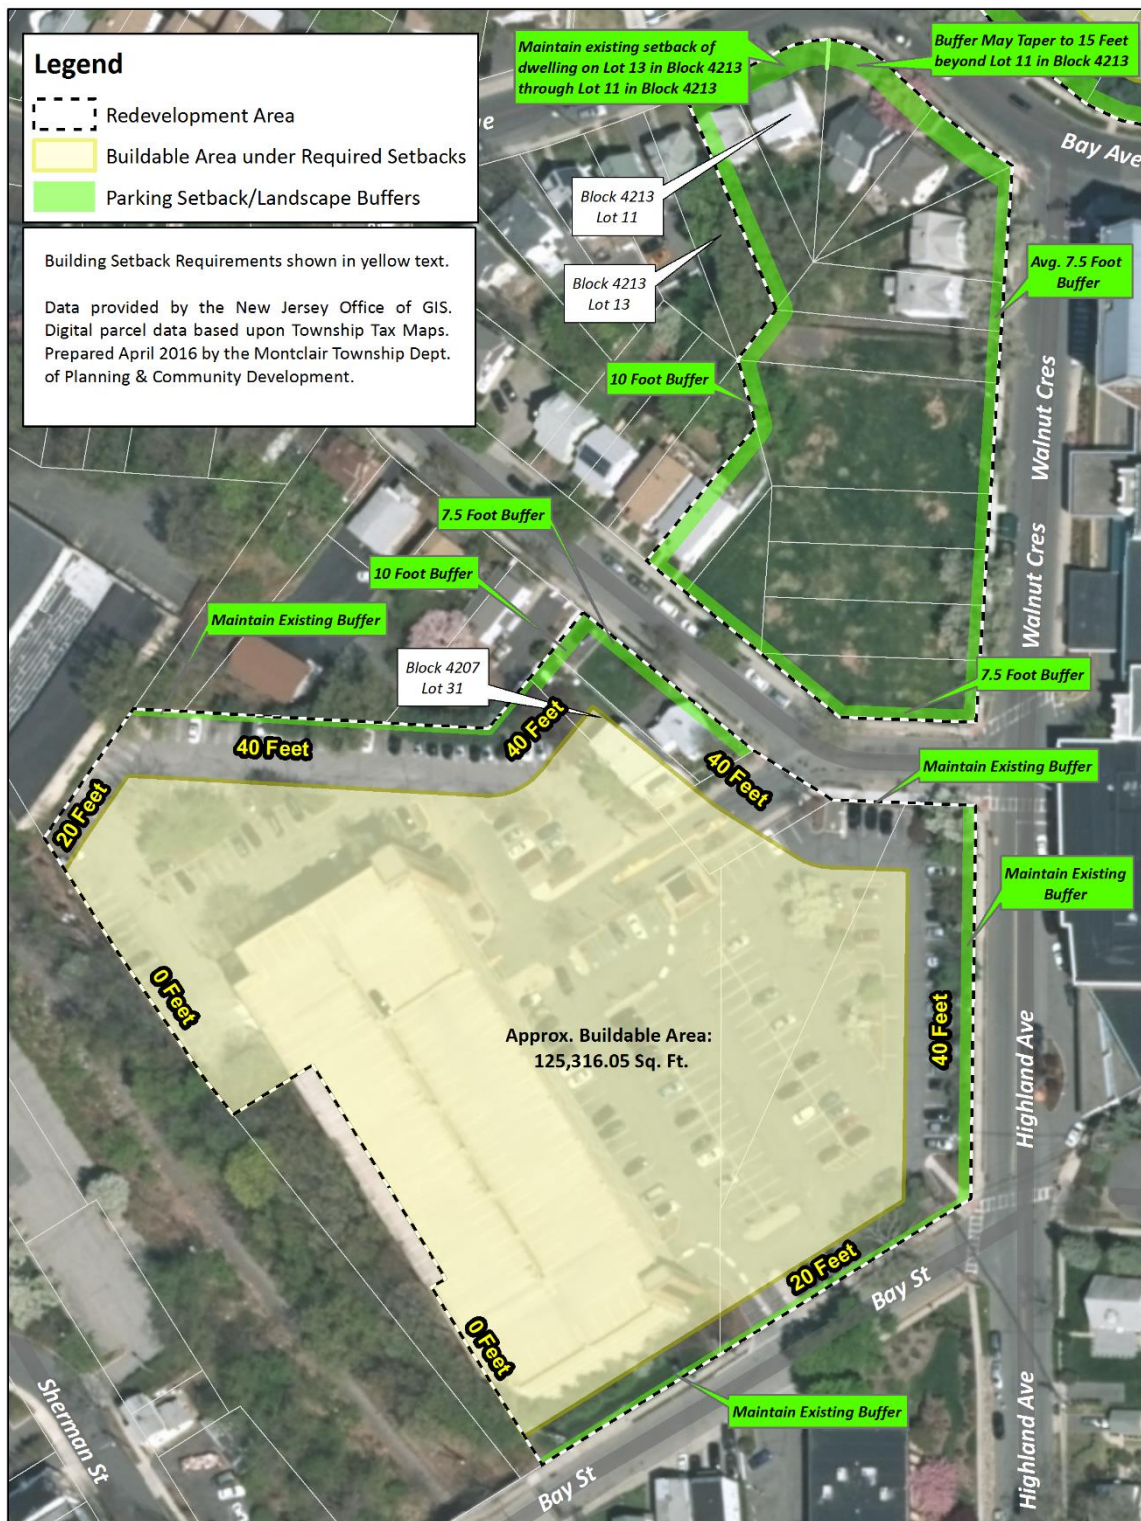 Legend
Redevelopment Area
Buildable Area under Required Setbacks
Parking Setback/Landscape Buffers
Building Setback Requirements shown in yellow text.
Data provided by the New Jersey Office of GIS.
Digital parcel data based upon Township Tax Maps.
Prepared April 2016 by the Montclair Township Dept.
of Planning & Community Development.
Maintain existing setback of
dwelling on Lot 13 in Block 4213
through Lot 11 in Block 4213
Buffer May Taper to 15 Feet
beyond Lot 11 in Block 4213
Bay Ave
Block 4213
Lot 11
Block 4213
Lot 13
Avg. 7.5 Foot
Buffer
10 Foot Buffer
Walnut Cres
7.5 Foot Buffer
Walnut Cres
10 Foot Buffer
Maintain Existing Buffer
Block 4207
Lot 31
7.5 Foot Buffer
40 Feet
40 Feet
40 Feet
Maintain Existing Buffer
20 Feet
Maintain Existing
Buffer
0 Feet
Approx. Buildable Area:
125,316.05 Sq. Ft.
40 Feet
Highland Ave
20 Feet
Bay St
0 Feet
Maintain Existing Buffer
Sherman St
Bay St
Highland Ave